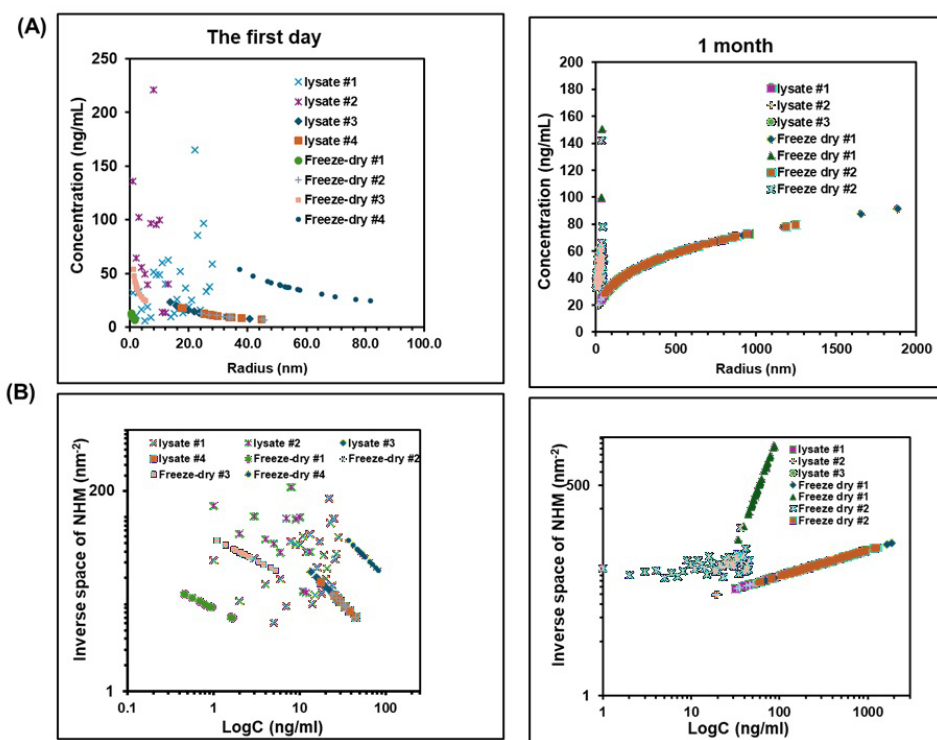 (A)
The first day
Concentration (ng/mL)
250
200
150
100
50
0
0.0 20.0 40.0 60.0 80.0 100.0
Radius (nm)
lysate #1
lysate #2
lysate #3
lysate #4
Freeze-dry #1
Freeze-dry #2
Freeze-dry #3
Freeze-dry #4
1 month
Concentration (ng/mL)
200
180
160
140
120
100
80
60
40
20
0
0 500 1000 1500 2000
Radius (nm)
lysate #1
lysate #2
lysate #3
Freeze dry #1
Freeze dry #1
Freeze dry #2
Freeze dry #2
(B)
Inverse space of NHM (nm-2)
200
1
0.1 1 10 100
LogC (ng/ml)
lysate #1 lysate #2 lysate #3
lysate #4 Freeze-dry #1 Freeze-dry #2
Freeze-dry #3 Freeze-dry #4
Inverse space of NHM (nm-2)
500
1
1 10 100 1000
LogC (ng/ml)
lysate #1
lysate #2
lysate #3
Freeze dry #1
Freeze dry #1
Freeze dry #2
Freeze dry #2